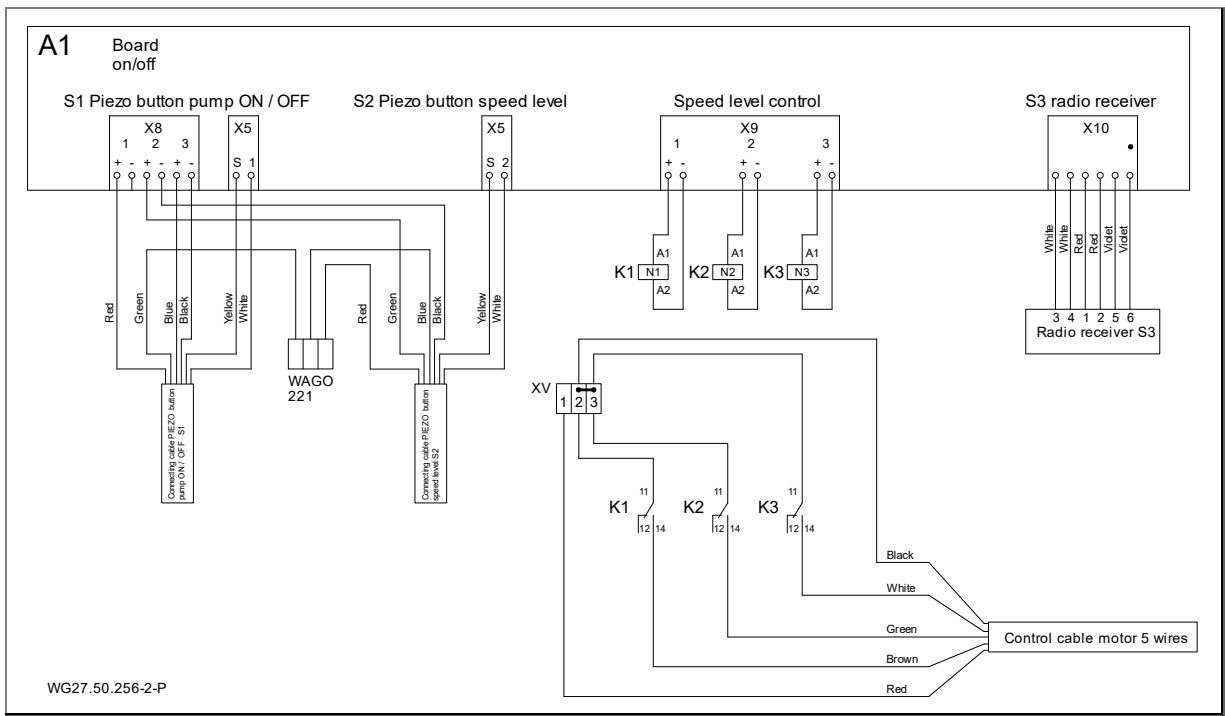 A1
Board
on/off
S1 Piezo button pump ON / OFF
S2 Piezo button speed level
Speed level control
S3 radio receiver
X8
X5
X5
X9
X10
1 2 3
1 2 3
+ - + - + -
S 1
S 2
+ - + - + -
K1 A1 N1 A2
K2 A1 N2 A2
K3 A1 N3 A2
White
White
Red
Red
Violet
Violet
3 4 1 2 5 6
Radio receiver S3
Red
Green
Blue
Black
Yellow
White
Red
Green
Blue
Black
Yellow
White
WAGO
221
Connecting cable PIEZO button
pump ON / OFF S1
Connecting cable PIEZO button
speed level S2
XV
1 2 3
K1 11 12 14
K2 11 12 14
K3 11 12 14
Black
White
Green
Brown
Red
Control cable motor 5 wires
WG27.50.256-2-P